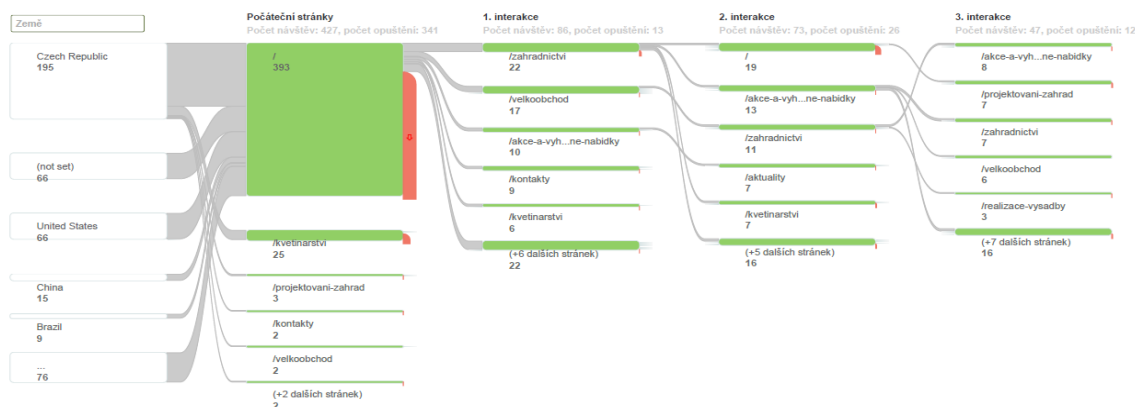 Země
Czech Republic
195
(not set)
66
United States
66
China
15
Brazil
9
...
76
Počáteční stránky
Počet návštěv: 427, počet opuštění: 341
/
393
/kvetinarstvi
25
/projektovani-zahrad
3
/kontakty
2
/velkoobchod
2
(+2 dalších stránek)
2
1. interakce
Počet návštěv: 86, počet opuštění: 13
/zahradnictvi
22
/velkoobchod
17
/akce-a-vyh...ne-nabidky
10
/kontakty
9
/kvetinarstvi
6
(+6 dalších stránek)
22
2. interakce
Počet návštěv: 73, počet opuštění: 26
/
19
/akce-a-vyh...ne-nabidky
13
/zahradnictvi
11
/aktuality
7
/kvetinarstvi
7
(+5 dalších stránek)
16
3. interakce
Počet návštěv: 47, počet opuštění: 12
/akce-a-vyh...ne-nabidky
8
/projektovani-zahrad
7
/zahradnictvi
7
/velkoobchod
6
/realizace-vysadby
3
(+7 dalších stránek)
16